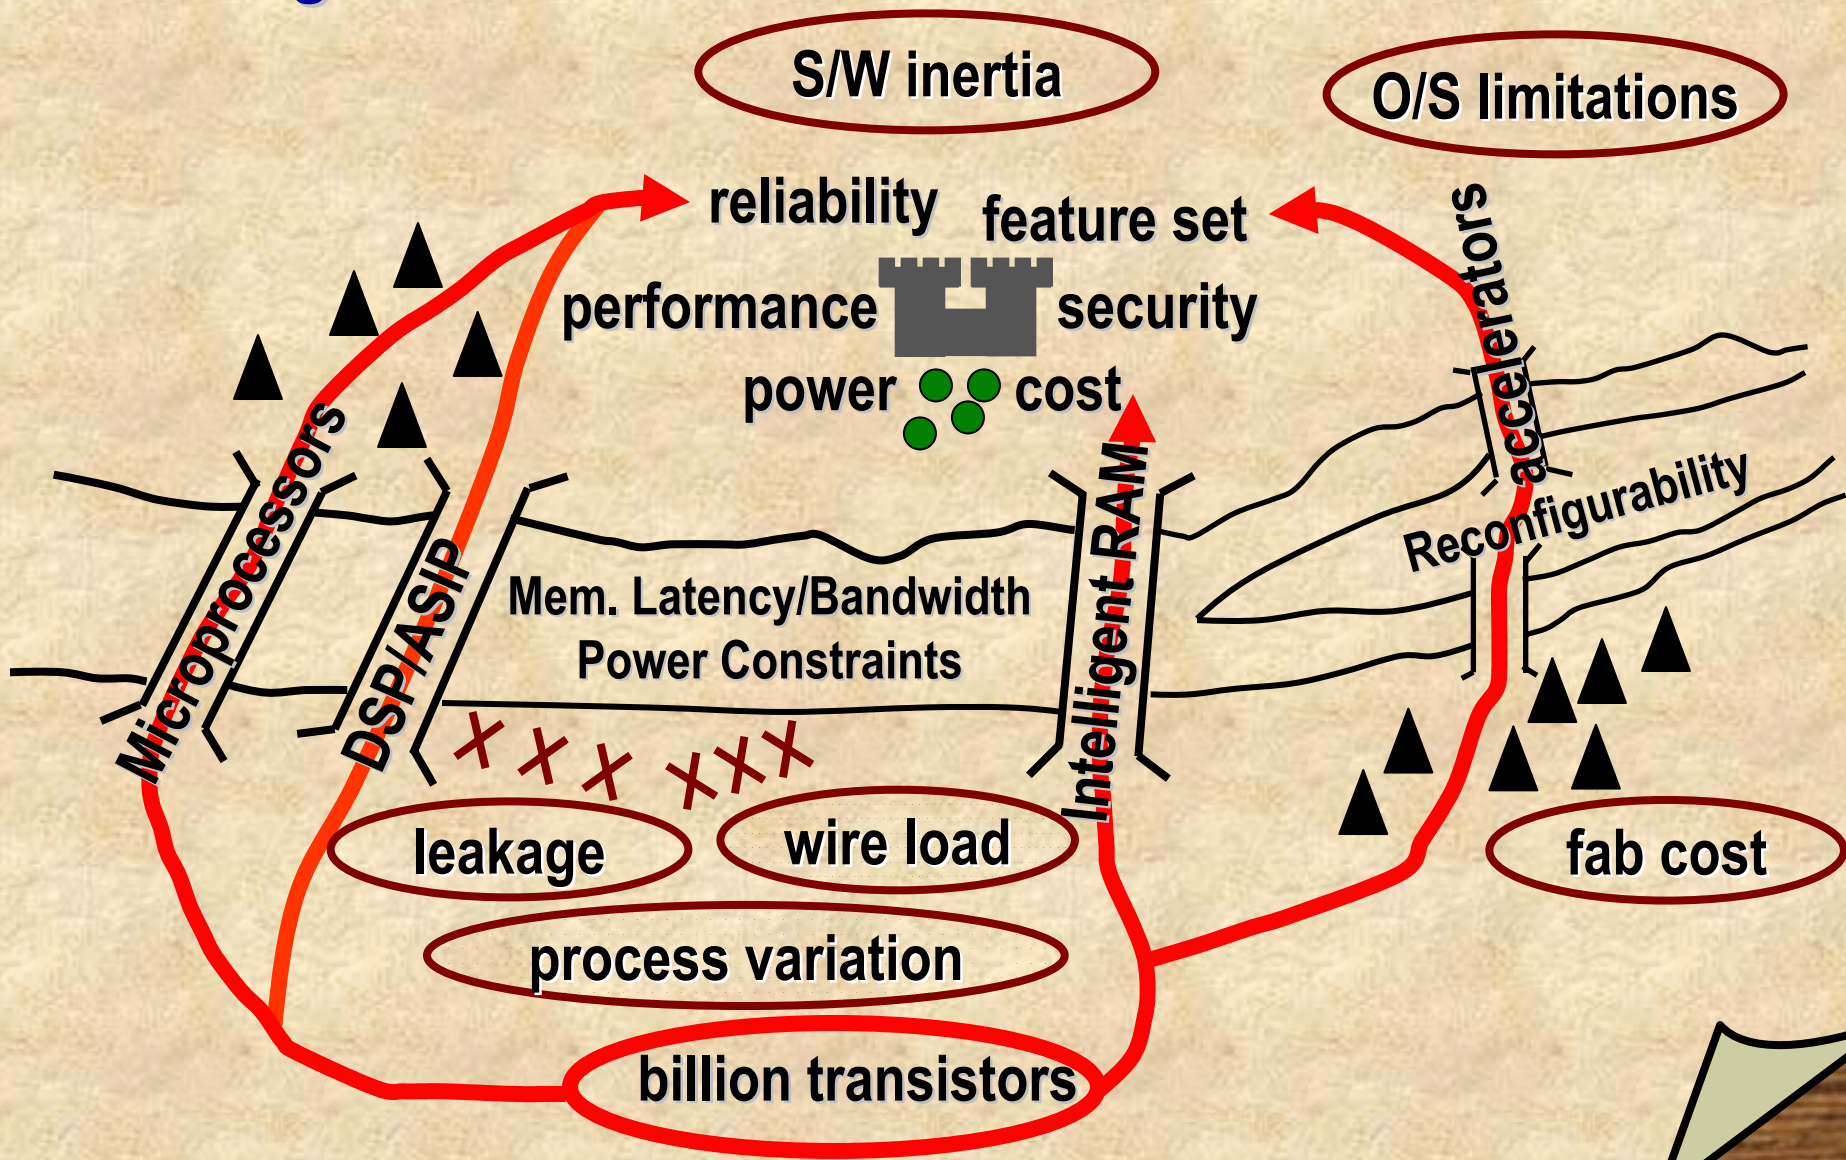 S/W inertia
O/S limitations
reliability
feature set
performance
security
power
cost
accelerators
Reconfigurability
Microprocessors
DSP/ASIP
Mem. Latency/Bandwidth
Power Constraints
Intelligent RAM
leakage
wire load
fab cost
process variation
billion transistors